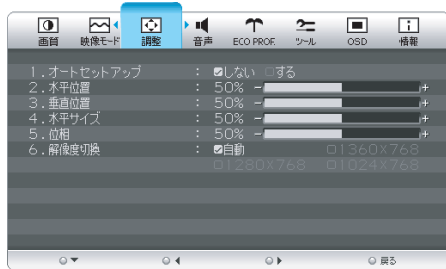 画質 映像モード 調整 音声 ECO PROF. ツール OSD 情報
1.オートセットアップ : ☑しない □する
2.水平位置 : 50% - +
3.垂直位置 : 50% - +
4.水平サイズ : 50% - +
5.位相 : 50% - +
6.解像度切換 : ☑自動 □1360×768
□1280×768 □1024×768
戻る